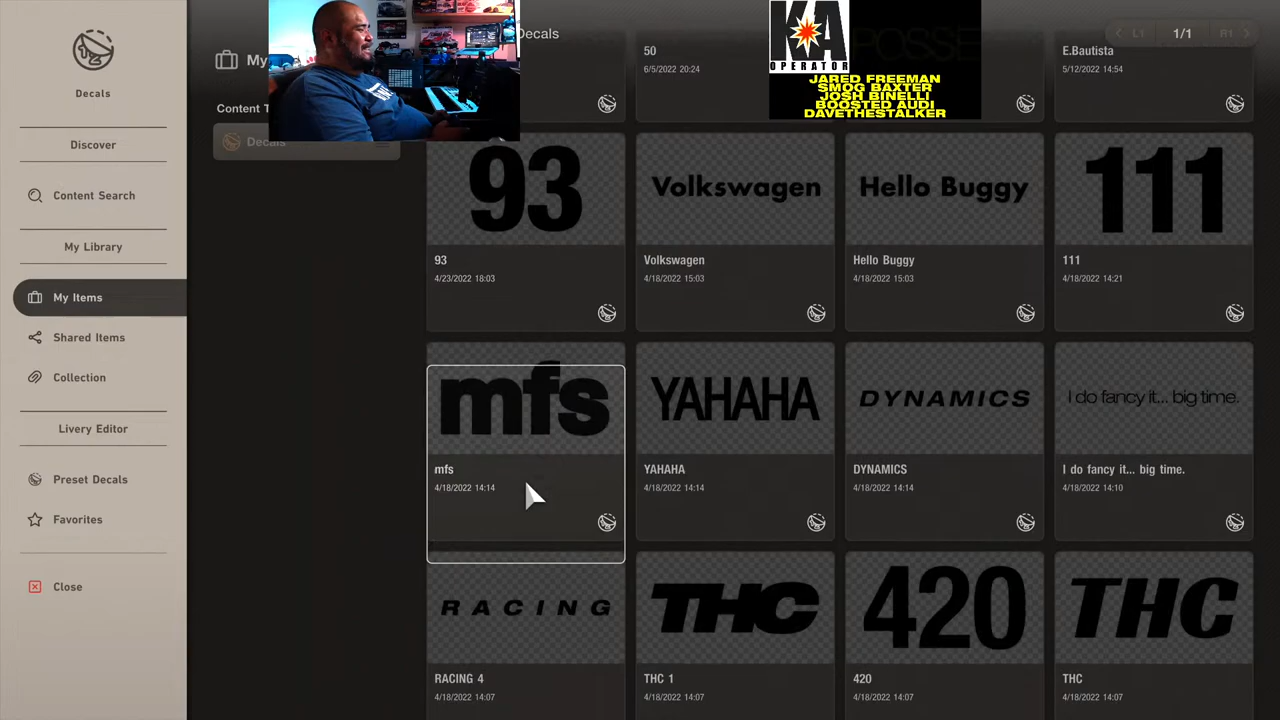 Decals
Discover
Content Search
My Library
My Items
Shared Items
Collection
Livery Editor
Preset Decals
Favorites
Close
My
Content T
Decals
Decals
L1 1/1 R1
KA
OPERATOR
JARED FREEMAN
SMOG BAXTER
JOSH BINELLI
BOOSTED AUDI
DAVETHESTALKER
POSSE
50
6/5/2022 20:24
E.Bautista
5/12/2022 14:54
93
93
4/23/2022 18:03
Volkswagen
Volkswagen
4/18/2022 15:03
Hello Buggy
Hello Buggy
4/18/2022 15:03
111
111
4/18/2022 14:21
mfs
mfs
4/18/2022 14:14
YAHAHA
YAHAHA
4/18/2022 14:14
DYNAMICS
DYNAMICS
4/18/2022 14:14
I do fancy it... big time.
I do fancy it... big time.
4/18/2022 14:10
RACING
RACING 4
4/18/2022 14:07
THC
THC 1
4/18/2022 14:07
420
420
4/18/2022 14:07
THC
THC
4/18/2022 14:07